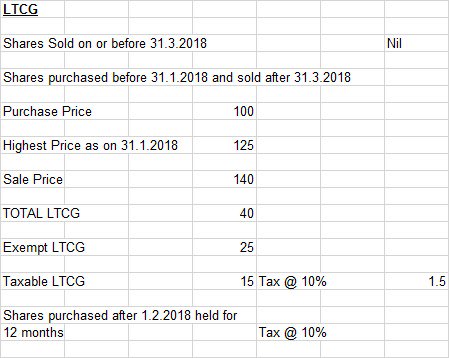 LTCG
Shares Sold on or before 31.3.2018 Nil
Shares purchased before 31.1.2018 and sold after 31.3.2018
Purchase Price 100
Highest Price as on 31.1.2018 125
Sale Price 140
TOTAL LTCG 40
Exempt LTCG 25
Taxable LTCG 15 Tax @ 10% 1.5
Shares purchased after 1.2.2018 held for
12 months Tax @ 10%